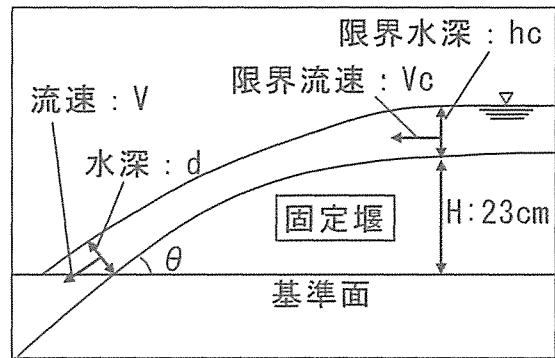 限界水深：hc
限界流速：Vc
流速：V
水深：d
固定堰
H：23cm
θ
基準面